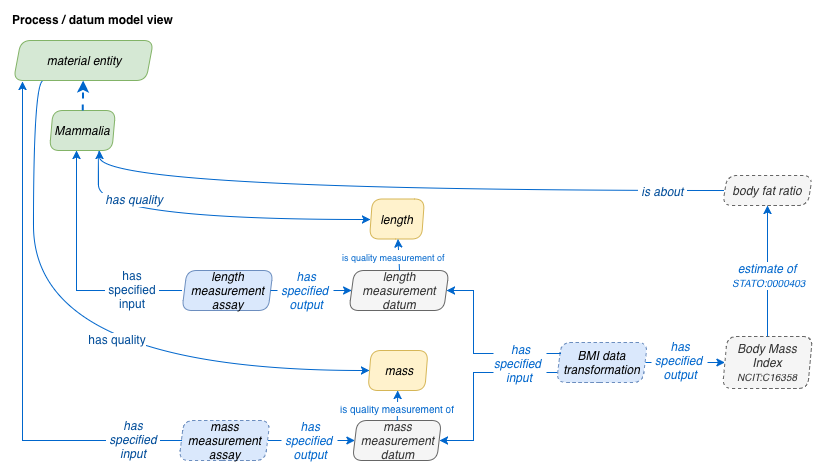 Process / datum model view
material entity
Mammalia
has quality
is about
body fat ratio
length
is quality measurement of
estimate of
STATO:0000403
has
specified
input
length
measurement
assay
has
specified
output
length
measurement
datum
has quality
has
specified
input
BMI data
transformation
has
specified
output
Body Mass
Index
NCIT:C16358
mass
is quality measurement of
has
specified
input
mass
measurement
assay
has
specified
output
mass
measurement
datum